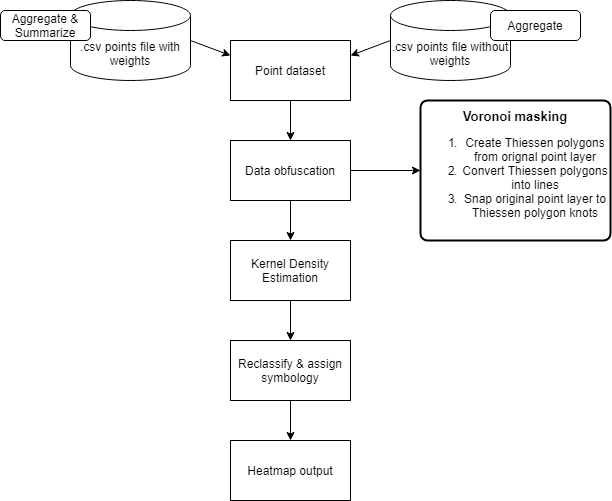 Aggregate &
Summarize
.csv points file with
weights
Aggregate
.csv points file without
weights
Point dataset
Data obfuscation
Voronoi masking
1. Create Thiessen polygons
from orignal point layer
2. Convert Thiessen polygons
into lines
3. Snap original point layer to
Thiessen polygon knots
Kernel Density
Estimation
Reclassify & assign
symbology
Heatmap output